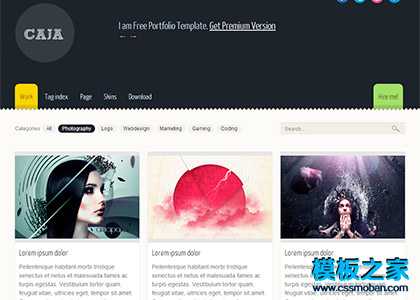 CAJA
I am Free Portfolio Template. Get Premium Version
Work Tag index Page Skins Download Hire me!
Categories All Photography Logo Webdesign Marketing Gaming Coding Search...
Lorem ipsum dolor
Pellentesque habitant morbi tristique senectus et netus et malesuada fames ac turpis egestas. Vestibulum tortor quam, feugiat vitae, ultricies eget, tempor sit amet.
Lorem ipsum dolor
Pellentesque habitant morbi tristique senectus et netus et malesuada fames ac turpis egestas. Vestibulum tortor quam, feugiat vitae, ultricies eget, tempor sit amet.
Lorem ipsum dolor
Pellentesque habitant
senectus et netus et
turpis egestas. Vestibulum tortor quam,
feugiat vitae, ultricies eget, tempor sit amet.
模板之家
www.cssmoban.com